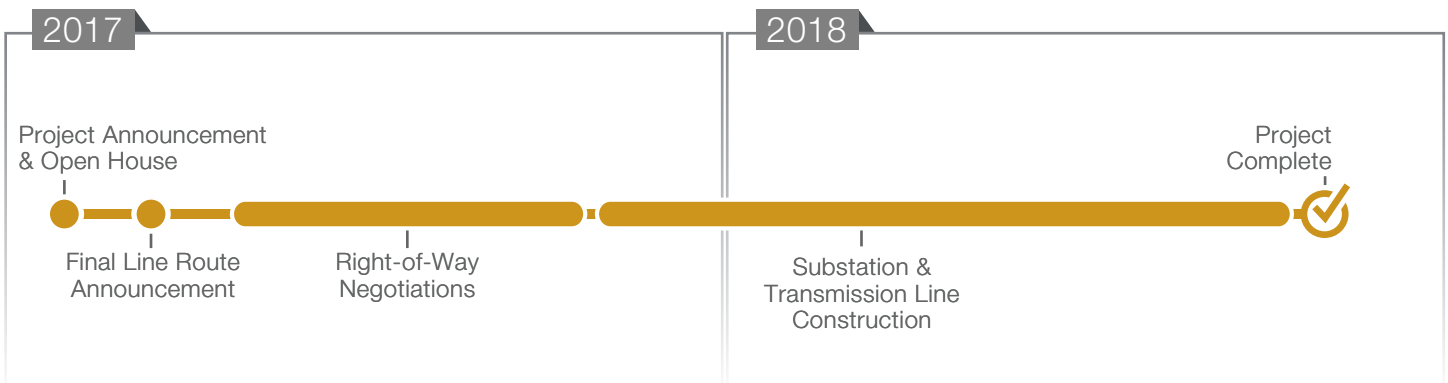 2017
2018
Project Announcement
& Open House
Project
Complete
Final Line Route
Announcement
Right-of-Way
Negotiations
Substation &
Transmission Line
Construction